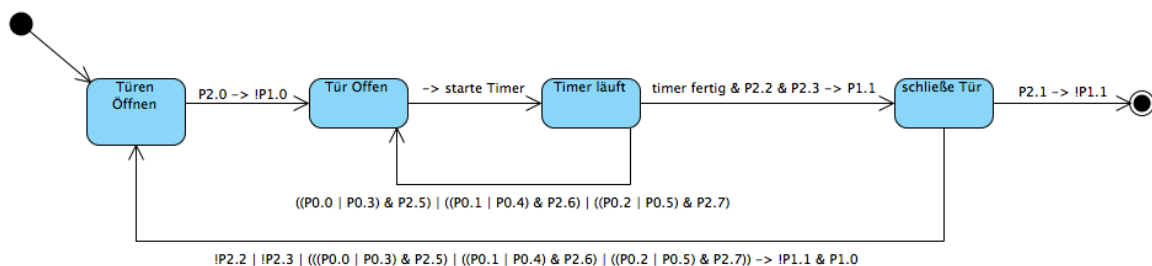 Türen
Öffnen
P2.0 -> !P1.0
Tür Offen
-> starte Timer
Timer läuft
timer fertig & P2.2 & P2.3 -> P1.1
schließe Tür
P2.1 -> !P1.1
((P0.0 | P0.3) & P2.5) | ((P0.1 | P0.4) & P2.6) | ((P0.2 | P0.5) & P2.7)
!P2.2 | !P2.3 | (((P0.0 | P0.3) & P2.5) | ((P0.1 | P0.4) & P2.6) | ((P0.2 | P0.5) & P2.7)) -> !P1.1 & P1.0